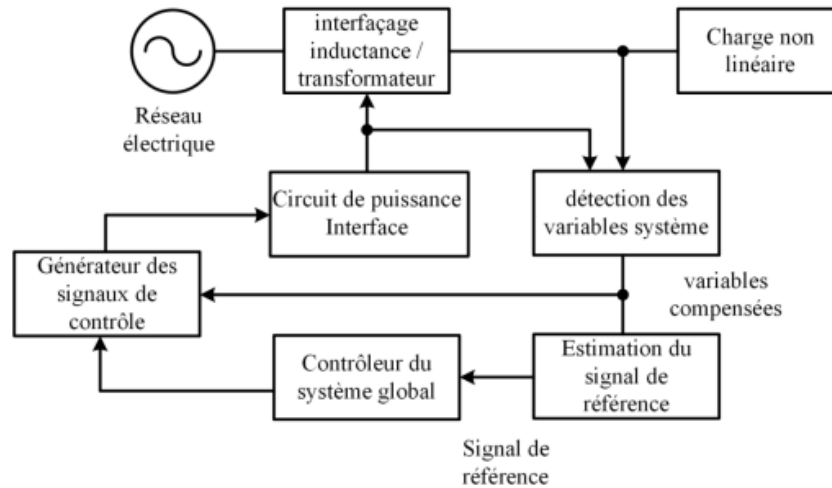 interfaçage
inductance /
transformateur
Charge non
linéaire
Réseau
électrique
Circuit de puissance
Interface
détection des
variables système
Générateur des
signaux de
contrôle
variables
compensées
Contrôleur du
système global
Estimation du
signal de
référence
Signal de
référence